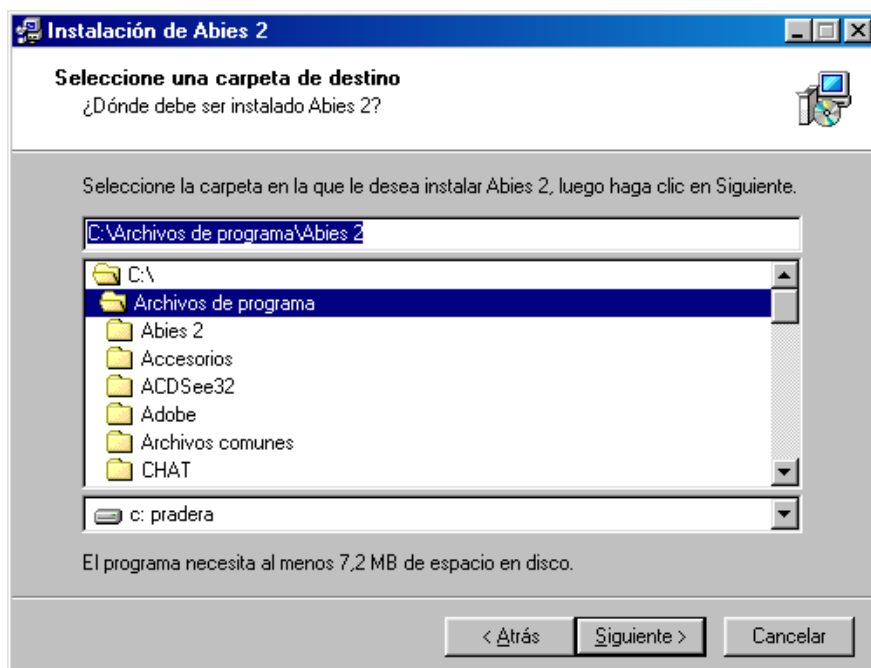 Instalación de Abies 2
Seleccione una carpeta de destino
¿Dónde debe ser instalado Abies 2?
Seleccione la carpeta en la que le desea instalar Abies 2, luego haga clic en Siguiente.
C:\Archivos de programa\Abies 2
C:\
Archivos de programa
Abies 2
Accesorios
ACDSee32
Adobe
Archivos comunes
CHAT
c: pradera
El programa necesita al menos 7,2 MB de espacio en disco.
< Atrás Siguiente > Cancelar